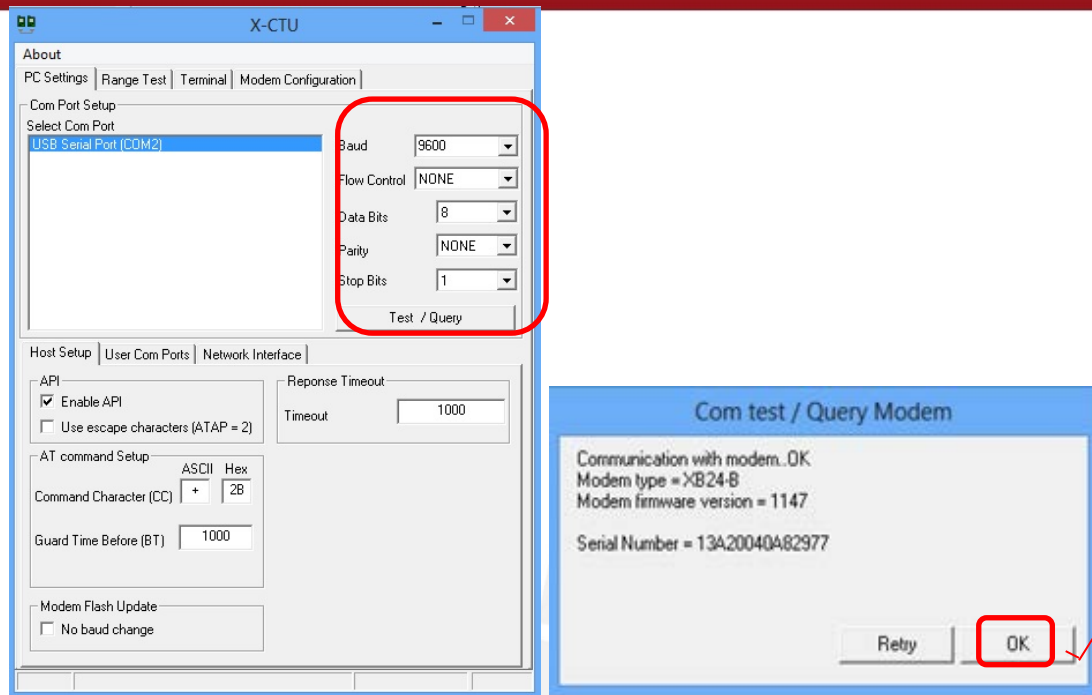 X-CTU
About
PC Settings Range Test Terminal Modem Configuration
Com Port Setup
Select Com Port
USB Serial Port (COM2)
Baud 9600
Flow Control NONE
Data Bits 8
Parity NONE
Stop Bits 1
Test / Query
Host Setup User Com Ports Network Interface
API
Enable API
Use escape characters (ATAP = 2)
Reponse Timeout
Timeout 1000
AT command Setup
ASCII Hex
Command Character (CC) + 2B
Guard Time Before (BT) 1000
Modem Flash Update
No baud change
Com test / Query Modem
Communication with modem..OK
Modem type = XB24-B
Modem firmware version = 1147
Serial Number = 13A20040A82977
Retry OK